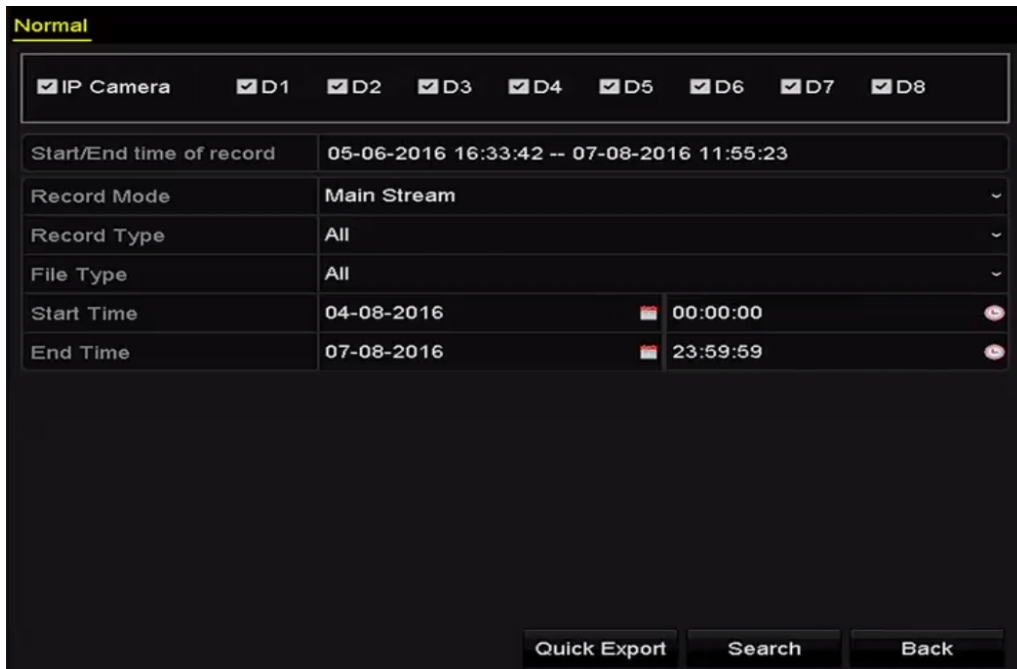 Normal
IP Camera D1 D2 D3 D4 D5 D6 D7 D8
Start/End time of record 05-06-2016 16:33:42 -- 07-08-2016 11:55:23
Record Mode Main Stream
Record Type All
File Type All
Start Time 04-08-2016 00:00:00
End Time 07-08-2016 23:59:59
Quick Export Search Back